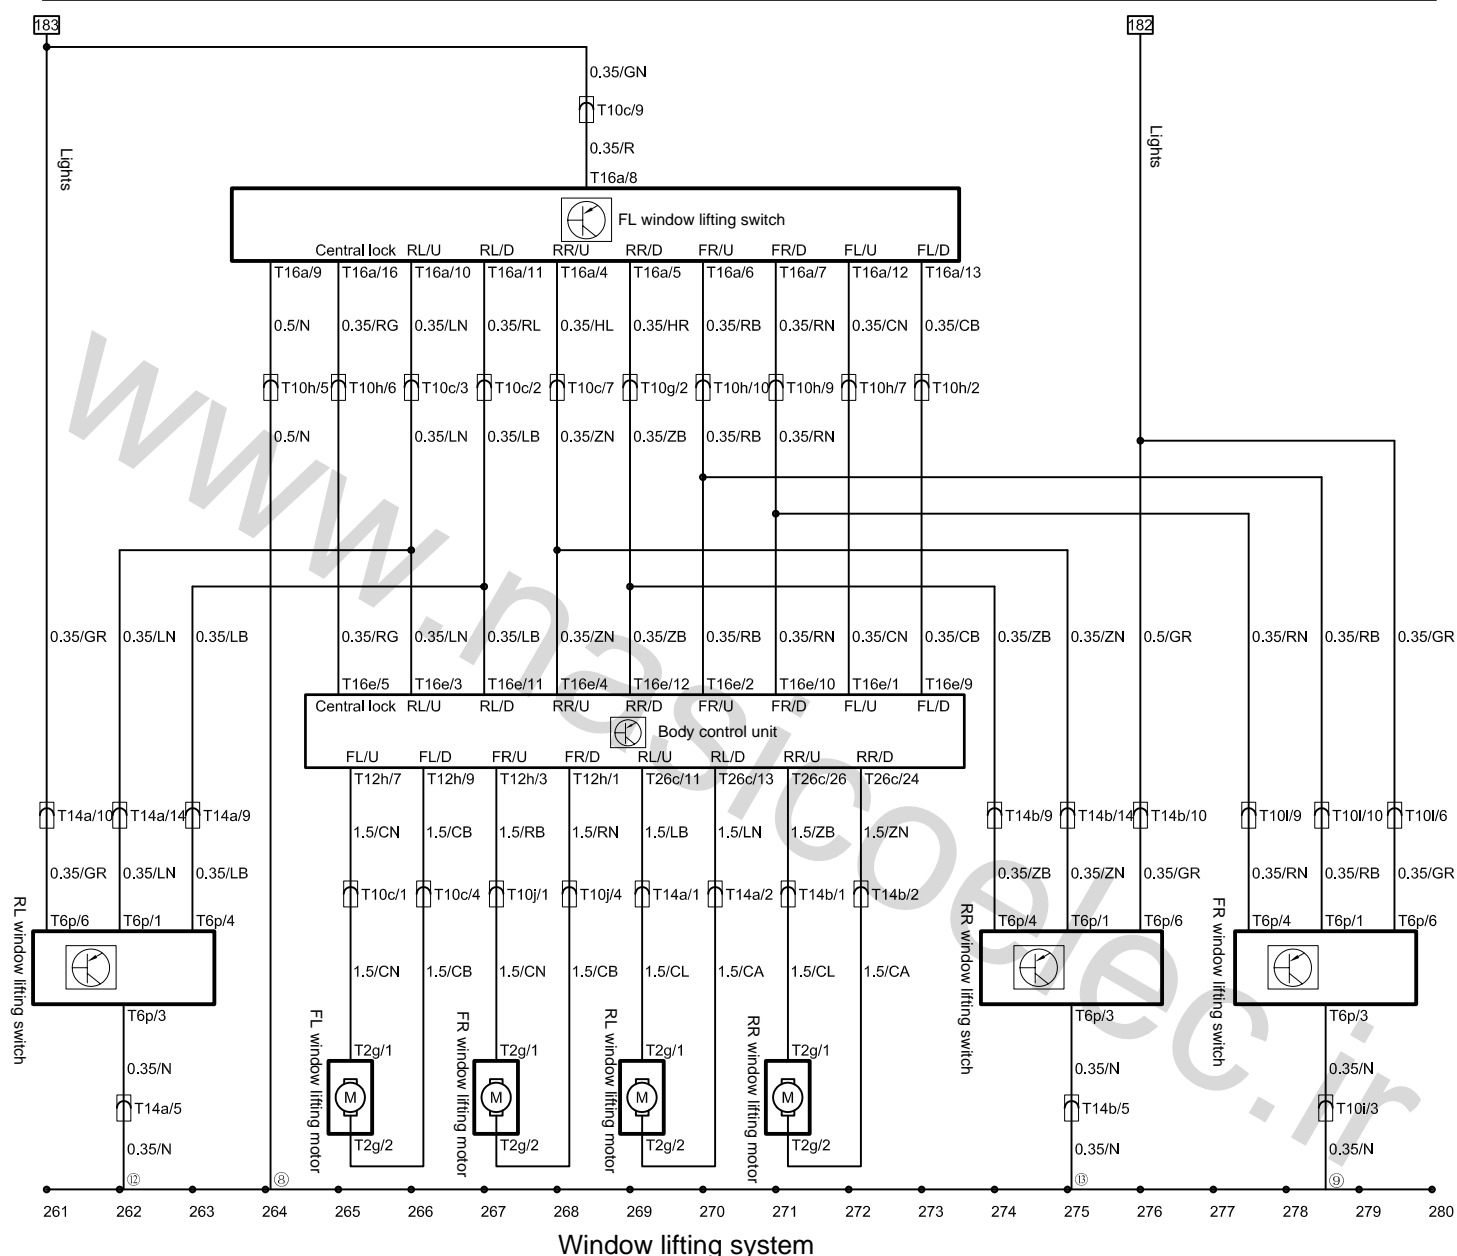 183
182
0.35/GN
T10c/9
0.35/R
T16a/8
Lights
Lights
FL window lifting switch
Central lock RL/U RL/D RR/U RR/D FR/U FR/D FL/U FL/D
T16a/9 T16a/16 T16a/10 T16a/11 T16a/4 T16a/5 T16a/6 T16a/7 T16a/12 T16a/13
0.5/N 0.35/RG 0.35/LN 0.35/RL 0.35/HL 0.35/HR 0.35/RB 0.35/RN 0.35/CN 0.35/CB
T10h/5 T10h/6 T10c/3 T10c/2 T10c/7 T10g/2 T10h/10 T10h/9 T10h/7 T10h/2
0.5/N 0.35/LN 0.35/LB 0.35/ZN 0.35/ZB 0.35/RB 0.35/RN
0.35/GR 0.35/LN 0.35/LB 0.35/RG 0.35/LN 0.35/LB 0.35/ZN 0.35/ZB 0.35/RB 0.35/RN 0.35/CN 0.35/CB 0.35/ZB 0.35/ZN 0.5/GR 0.35/RN 0.35/RB 0.35/GR
T16e/5 T16e/3 T16e/11 T16e/4 T16e/12 T16e/2 T16e/10 T16e/1 T16e/9
Central lock RL/U RL/D RR/U RR/D FR/U FR/D FL/U FL/D
Body control unit
FL/U FL/D FR/U FR/D RL/U RL/D RR/U RR/D
T12h/7 T12h/9 T12h/3 T12h/1 T26c/11 T26c/13 T26c/26 T26c/24
T14a/10 T14a/14 T14a/9 T14b/9 T14b/14 T14b/10 T10l/9 T10l/10 T10l/6
1.5/CN 1.5/CB 1.5/RB 1.5/RN 1.5/LB 1.5/LN 1.5/ZB 1.5/ZN
0.35/GR 0.35/LN 0.35/LB 0.35/ZB 0.35/ZN 0.35/GR 0.35/RN 0.35/RB 0.35/GR
T10c/1 T10c/4 T10j/1 T10j/4 T14a/1 T14a/2 T14b/1 T14b/2
T6p/6 T6p/1 T6p/4 T6p/4 T6p/1 T6p/6 T6p/4 T6p/1 T6p/6
RL window lifting switch
RR window lifting switch
FR window lifting switch
1.5/CN 1.5/CB 1.5/CN 1.5/CB 1.5/CL 1.5/CA 1.5/CL 1.5/CA
T6p/3 T6p/3 T6p/3
FL window lifting motor
FR window lifting motor
RL window lifting motor
RR window lifting motor
T2g/1 T2g/1 T2g/1 T2g/1
0.35/N 0.35/N 0.35/N
M M M M
T14a/5 T14b/5 T10i/3
T2g/2 T2g/2 T2g/2 T2g/2
0.35/N 0.35/N 0.35/N
⑫ ⑧ ⑬ ⑨
261 262 263 264 265 266 267 268 269 270 271 272 273 274 275 276 277 278 279 280
Window lifting system
www.nasicoelec.ir